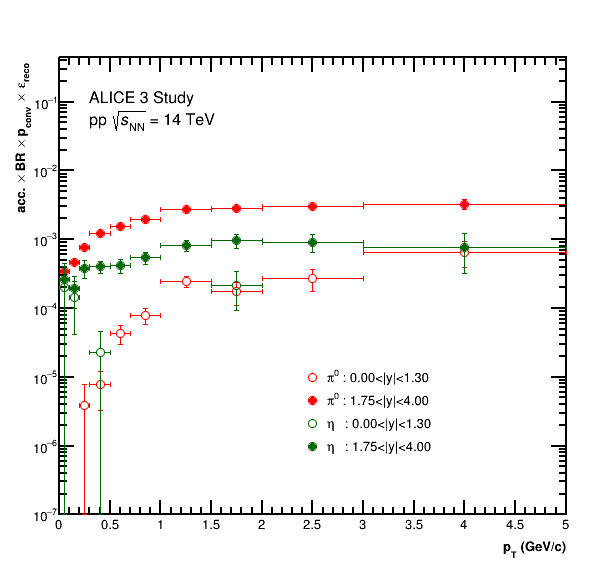 acc. × BR × p_conv × ε_reco
ALICE 3 Study
pp √s_NN = 14 TeV
10⁻¹
10⁻²
10⁻³
10⁻⁴
10⁻⁵
10⁻⁶
10⁻⁷
π⁰ : 0.00<|y|<1.30
π⁰ : 1.75<|y|<4.00
η : 0.00<|y|<1.30
η : 1.75<|y|<4.00
0 0.5 1 1.5 2 2.5 3 3.5 4 4.5 5
p_T (GeV/c)